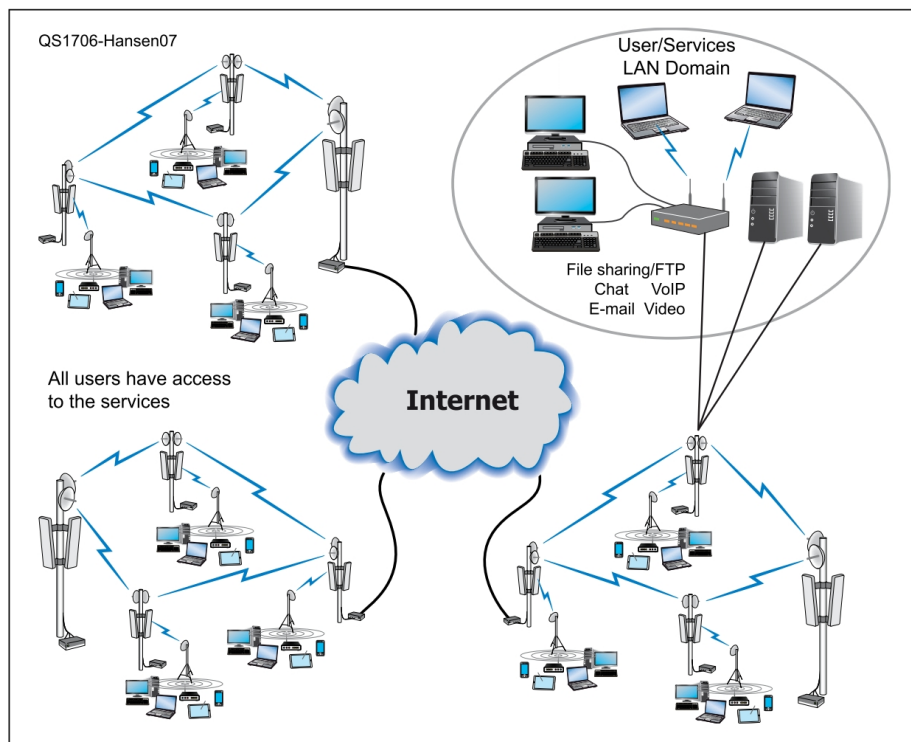 QS1706-Hansen07
User/Services
LAN Domain
File sharing/FTP
Chat VoIP
E-mail Video
All users have access
to the services
Internet